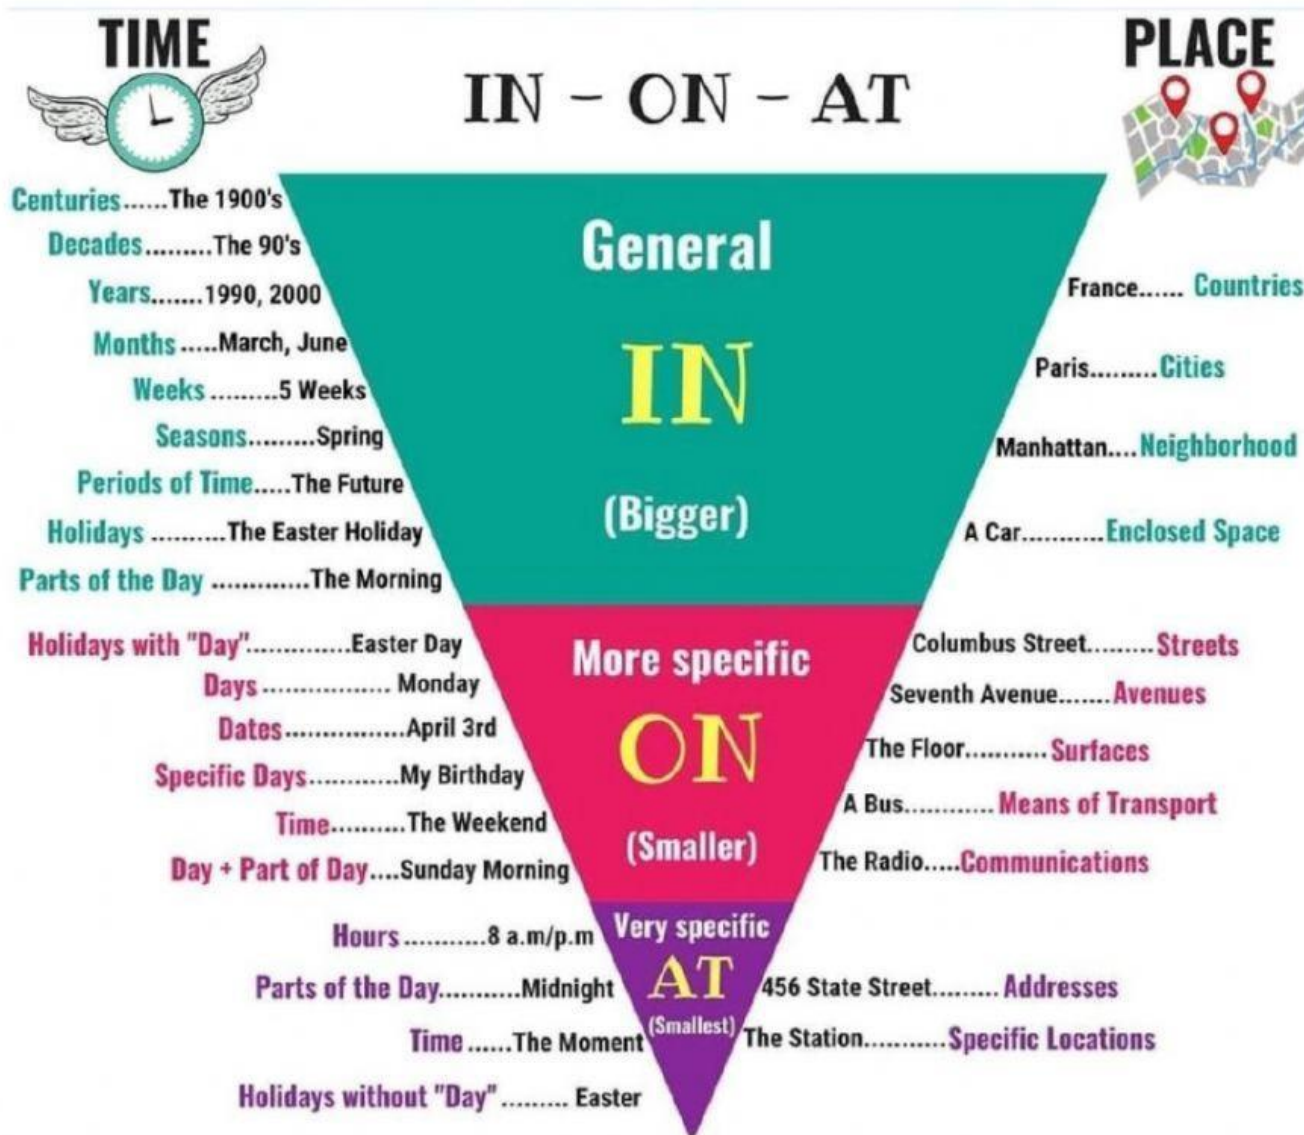 TIME
IN - ON - AT
PLACE
Centuries......The 1900's
Decades.........The 90's
Years.......1990, 2000
Months .....March, June
Weeks .........5 Weeks
Seasons.........Spring
Periods of Time.....The Future
Holidays ..........The Easter Holiday
Parts of the Day .............The Morning
General
IN
(Bigger)
France...... Countries
Paris.........Cities
Manhattan....Neighborhood
A Car...........Enclosed Space
Holidays with "Day"..............Easter Day
Days ................. Monday
Dates................April 3rd
Specific Days............My Birthday
Time..........The Weekend
Day + Part of Day....Sunday Morning
More specific
ON
(Smaller)
Columbus Street.........Streets
Seventh Avenue.......Avenues
The Floor........... Surfaces
A Bus............ Means of Transport
The Radio.....Communications
Hours ...........8 a.m/p.m
Parts of the Day...........Midnight
Time ......The Moment
Holidays without "Day" ......... Easter
Very specific
AT
(Smallest)
456 State Street......... Addresses
The Station...........Specific Locations